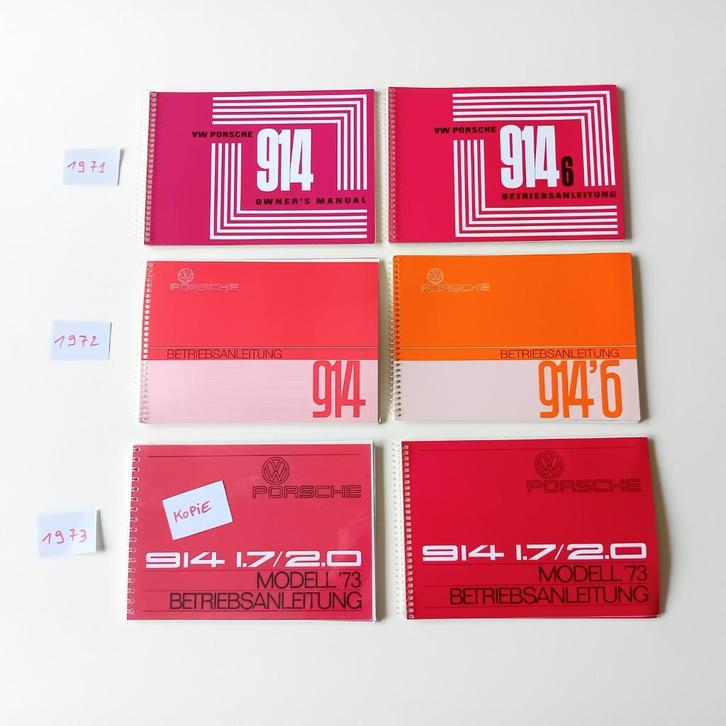 1971
VW PORSCHE
914
OWNER'S MANUAL
VW PORSCHE
914 6
BETRIEBSANLEITUNG
1972
PORSCHE
BETRIEBSANLEITUNG
914
PORSCHE
BETRIEBSANLEITUNG
914'6
1973
PORSCHE
KOPiE
914 1.7/2.0
MODELL '73
BETRIEBSANLEITUNG
PORSCHE
914 1.7/2.0
MODELL '73
BETRIEBSANLEITUNG